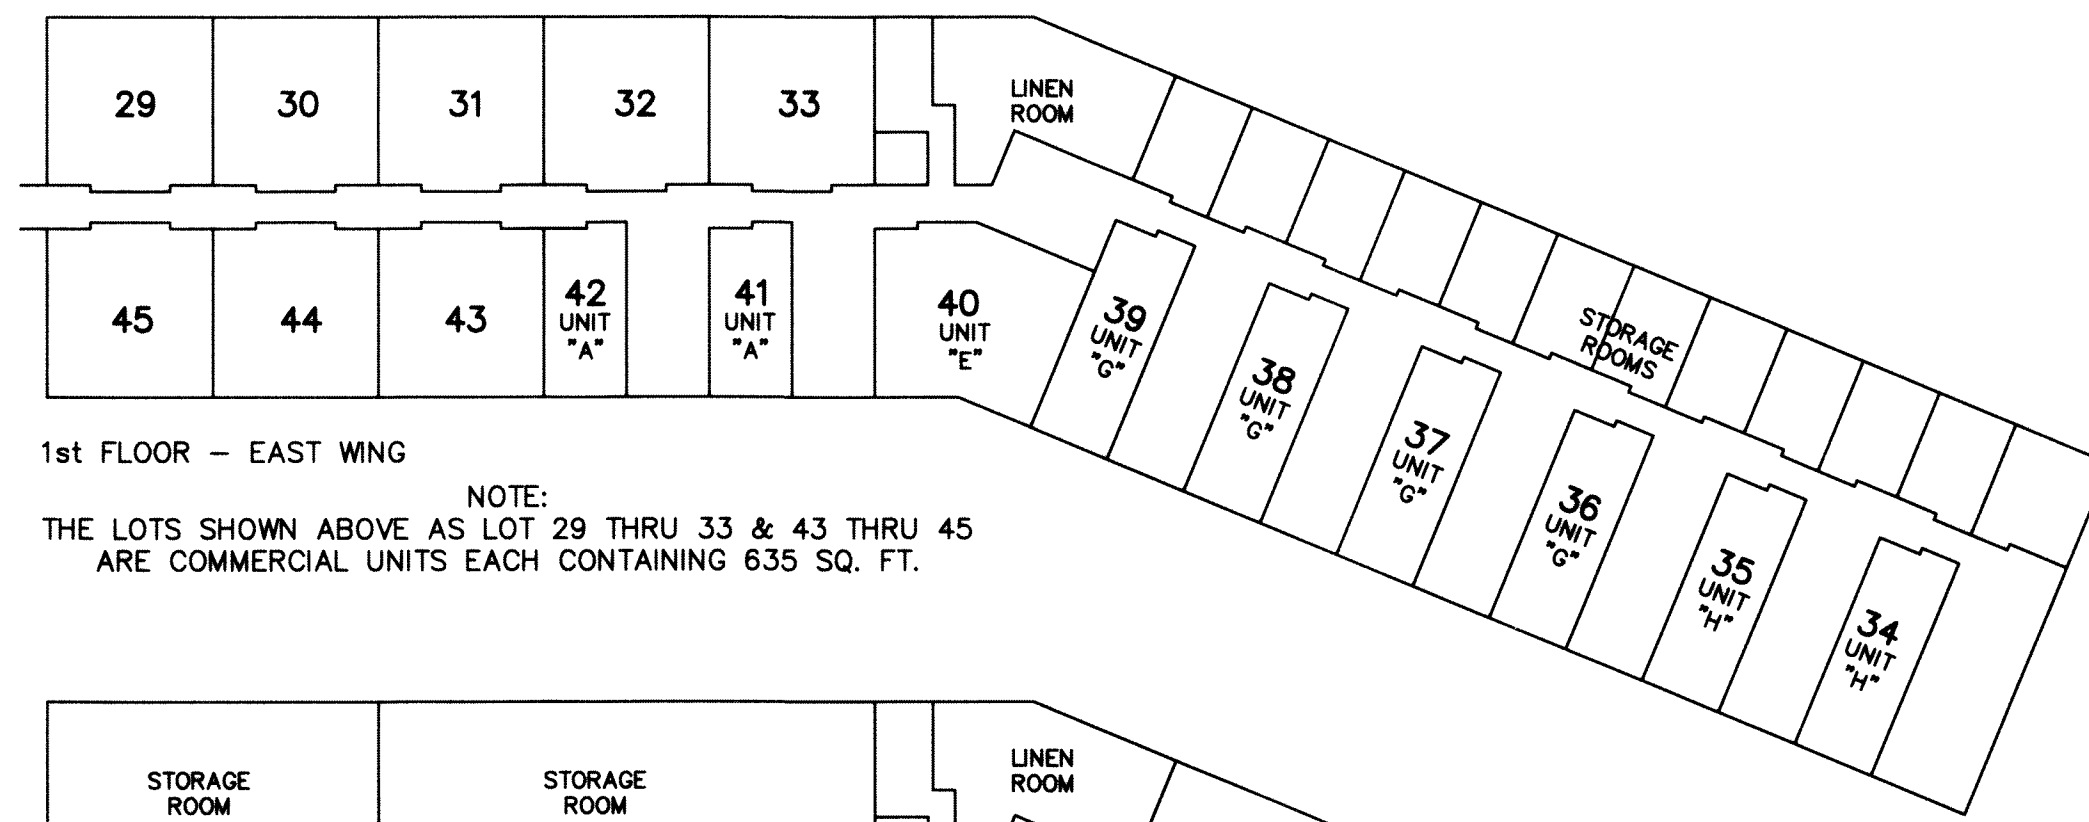 29
30
31
32
33
LINEN
ROOM
45
44
43
42
UNIT
"A"
41
UNIT
"A"
40
UNIT
"E"
39
UNIT
"G"
38
UNIT
"G"
37
UNIT
"G"
36
UNIT
"G"
35
UNIT
"H"
34
UNIT
"H"
STORAGE
ROOMS
1st FLOOR – EAST WING
NOTE:
THE LOTS SHOWN ABOVE AS LOT 29 THRU 33 & 43 THRU 45
ARE COMMERCIAL UNITS EACH CONTAINING 635 SQ. FT.
STORAGE
ROOM
STORAGE
ROOM
LINEN
ROOM